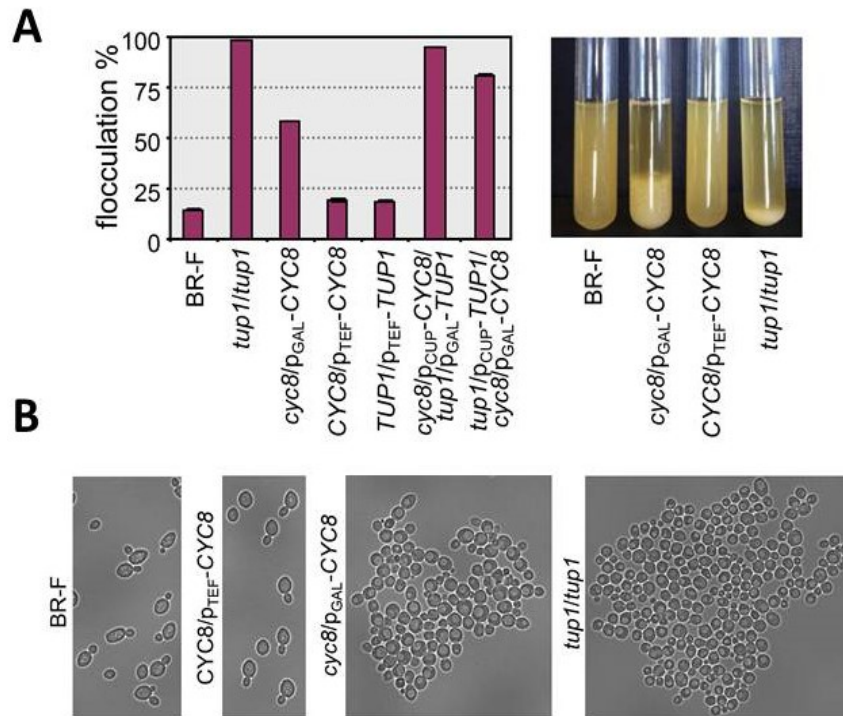 A
flocculation %
100
75
50
25
0
BR-F
tup1/tup1
cyc8/pGAL-CYC8
CYC8/pTEF-CYC8
TUP1/pTEF-TUP1
cyc8/pCUP-CYC8/
tup1/pGAL-TUP1
tup1/pCUP-TUP1/
cyc8/pGAL-CYC8
BR-F
cyc8/pGAL-CYC8
CYC8/pTEF-CYC8
tup1/tup1
B
BR-F
CYC8/pTEF-CYC8
cyc8/pGAL-CYC8
tup1/tup1